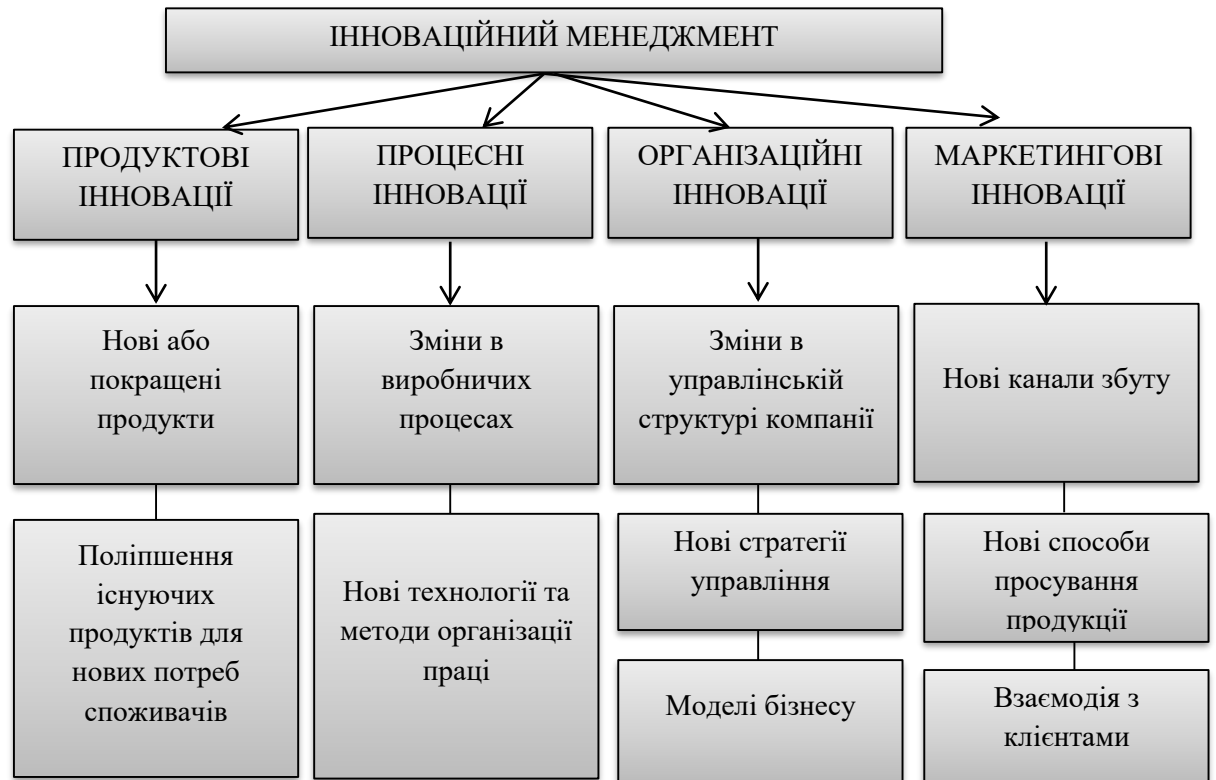 ІННОВАЦІЙНИЙ МЕНЕДЖМЕНТ
ПРОДУКТОВІ
ІННОВАЦІЇ
ПРОЦЕСНІ
ІННОВАЦІЇ
ОРГАНІЗАЦІЙНІ
ІННОВАЦІЇ
МАРКЕТИНГОВІ
ІННОВАЦІЇ
Нові або
покращені
продукти
Зміни в
виробничих
процесах
Зміни в
управлінській
структурі компанії
Нові канали збуту
Поліпшення
існуючих
продуктів для
нових потреб
споживачів
Нові технології та
методи організації
праці
Нові стратегії
управління
Нові способи
просування
продукції
Моделі бізнесу
Взаємодія з
клієнтами